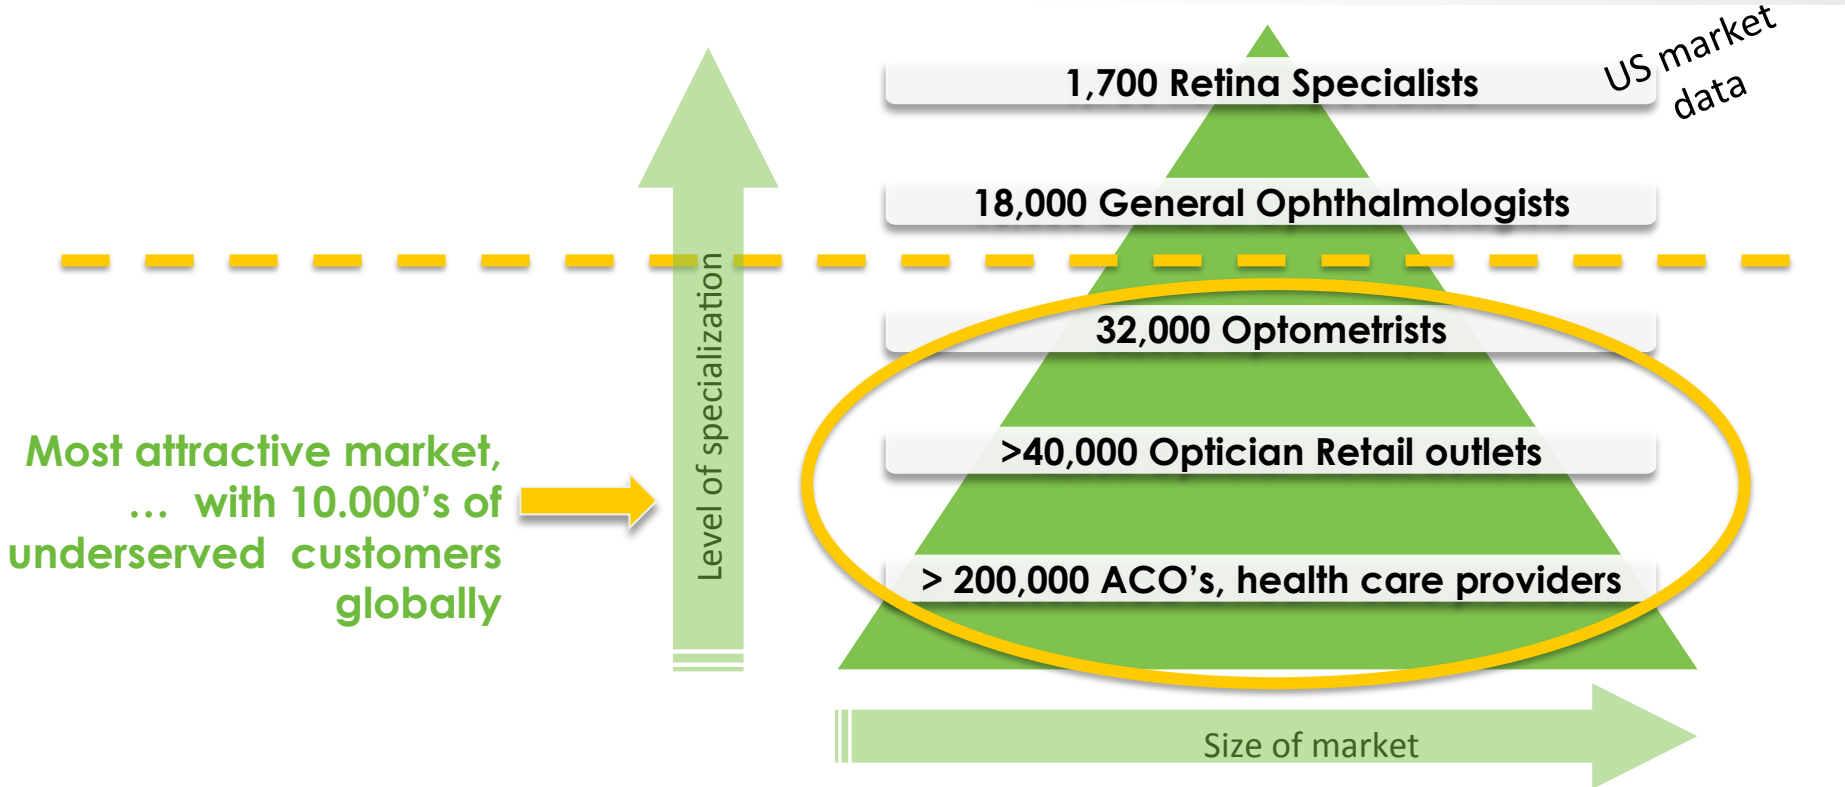 US market
data
1,700 Retina Specialists
18,000 General Ophthalmologists
32,000 Optometrists
>40,000 Optician Retail outlets
> 200,000 ACO’s, health care providers
Level of specialization
Most attractive market,
… with 10.000’s of
underserved customers
globally
Size of market